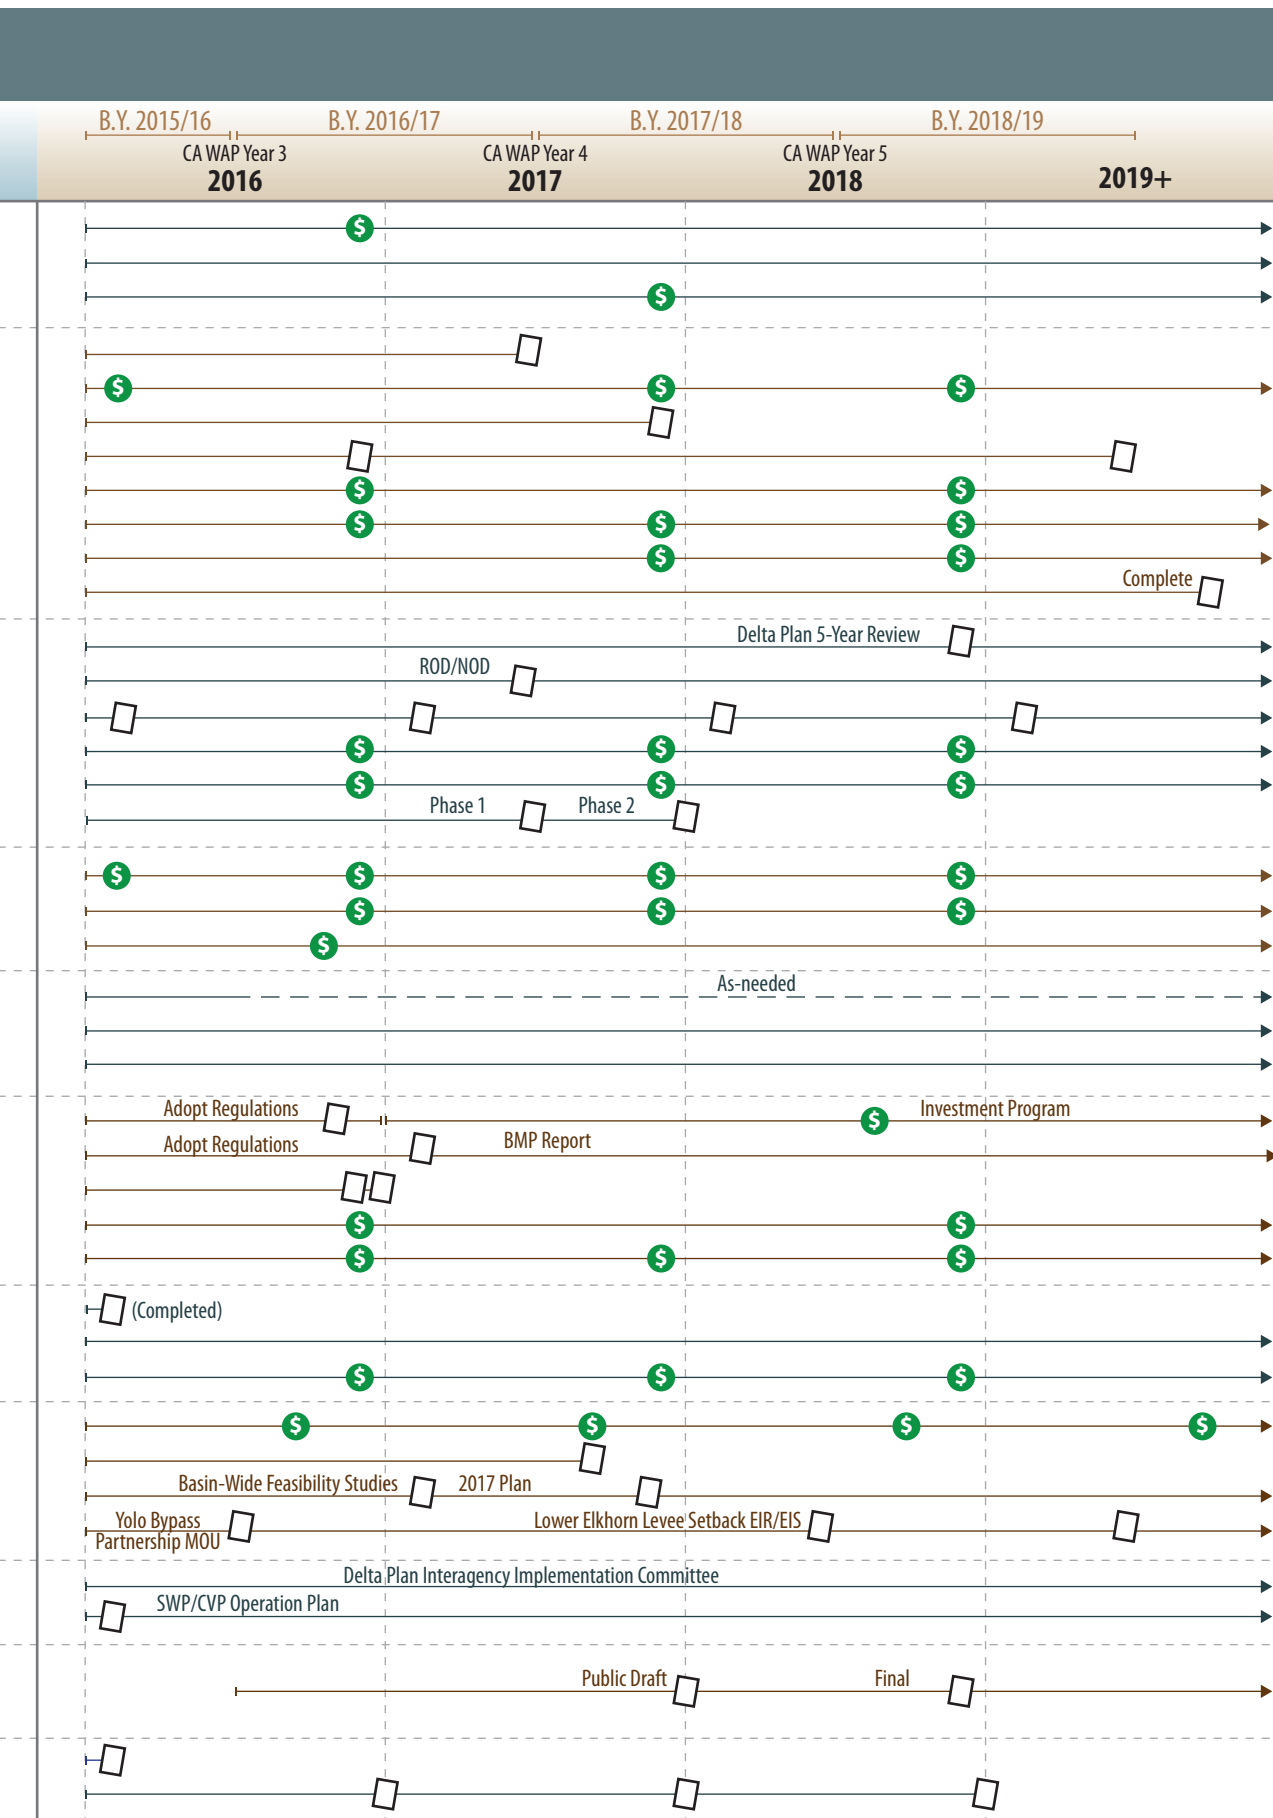 B.Y. 2015/16 B.Y. 2016/17 B.Y. 2017/18 B.Y. 2018/19
CA WAP Year 3 CA WAP Year 4 CA WAP Year 5
2016 2017 2018 2019+
$
$
$ $ $
$ $
$ $ $
$ $
Complete
Delta Plan 5-Year Review
ROD/NOD
$ $ $
$ $ $
Phase 1 Phase 2
$ $ $ $
$ $ $
$
As-needed
Adopt Regulations $ Investment Program
Adopt Regulations BMP Report
$ $
$ $ $
(Completed)
$ $ $
$ $ $ $
Basin-Wide Feasibility Studies 2017 Plan
Yolo Bypass
Partnership MOU
Lower Elkhorn Levee Setback EIR/EIS
Delta Plan Interagency Implementation Committee
SWP/CVP Operation Plan
Public Draft Final